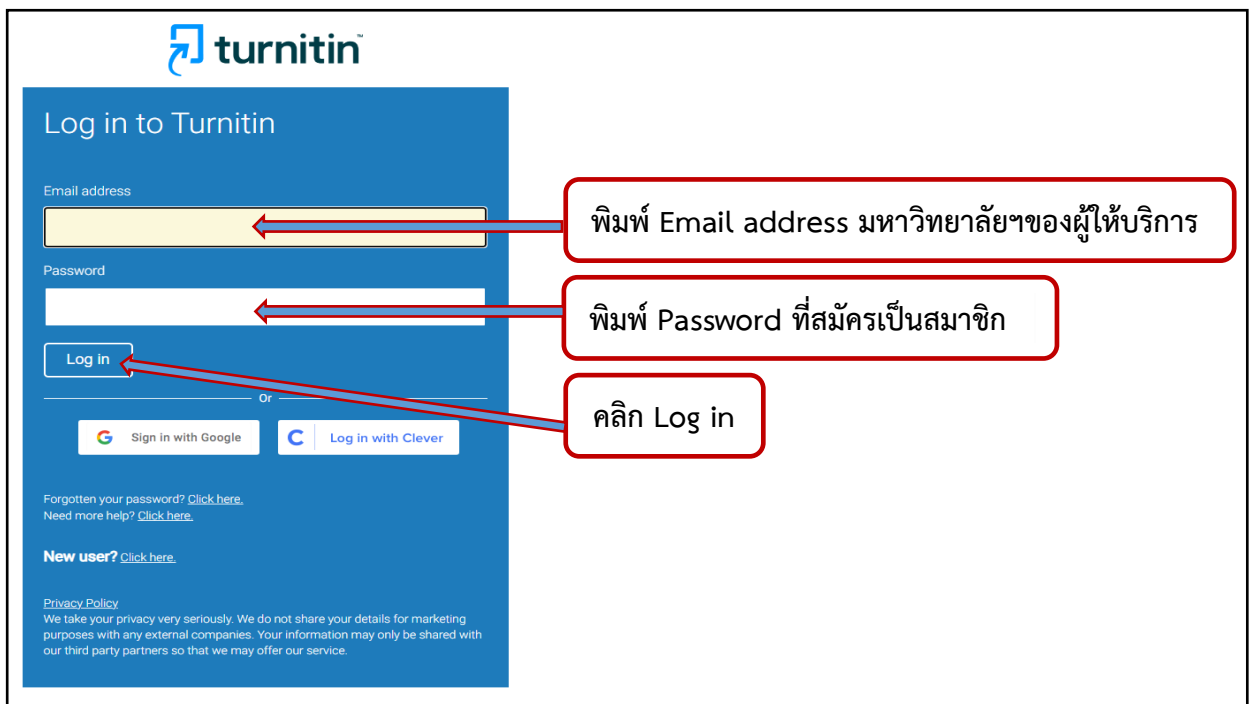 turnitin™
Log in to Turnitin
Email address
พิมพ์ Email address มหาวิทยาลัยฯของผู้ให้บริการ
Password
พิมพ์ Password ที่สมัครเป็นสมาชิก
Log in
คลิก Log in
Or
G Sign in with Google
C Log in with Clever
Forgotten your password? Click here.
Need more help? Click here.
New user? Click here.
Privacy Policy
We take your privacy very seriously. We do not share your details for marketing
purposes with any external companies. Your information may only be shared with
our third party partners so that we may offer our service.